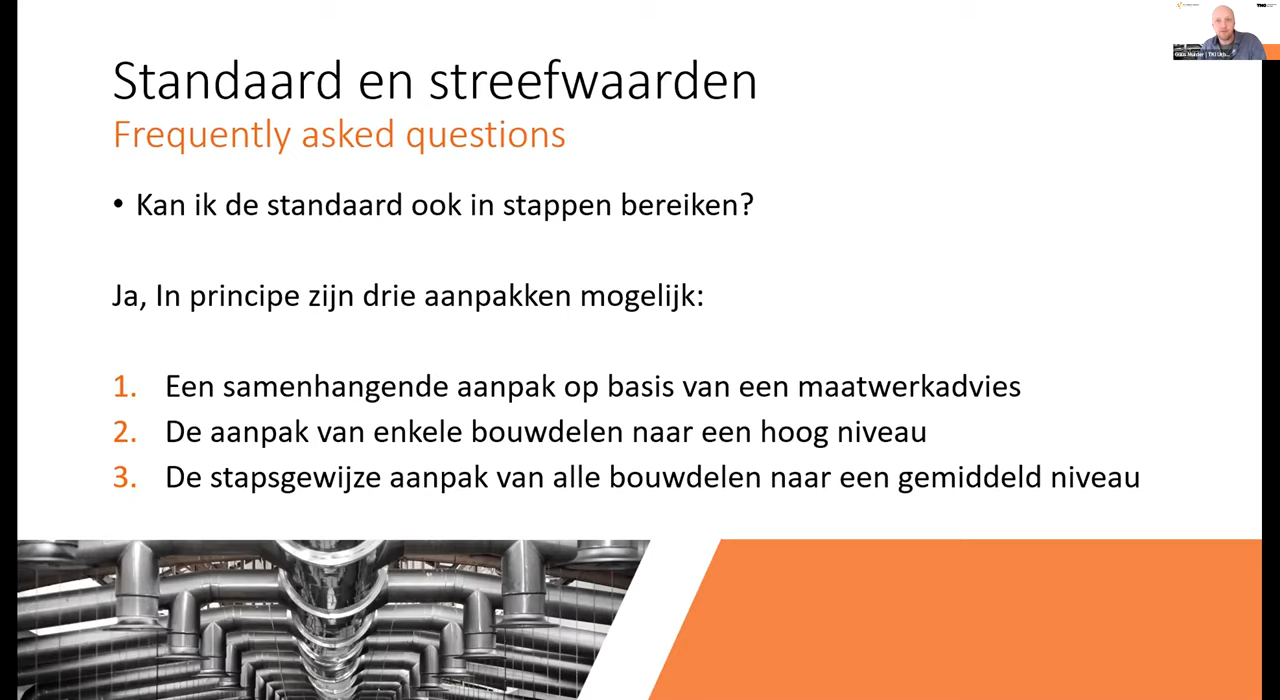 Standaard en streefwaarden
Frequently asked questions
• Kan ik de standaard ook in stappen bereiken?
Ja, In principe zijn drie aanpakken mogelijk:
1. Een samenhangende aanpak op basis van een maatwerkadvies
2. De aanpak van enkele bouwdelen naar een hoog niveau
3. De stapsgewijze aanpak van alle bouwdelen naar een gemiddeld niveau